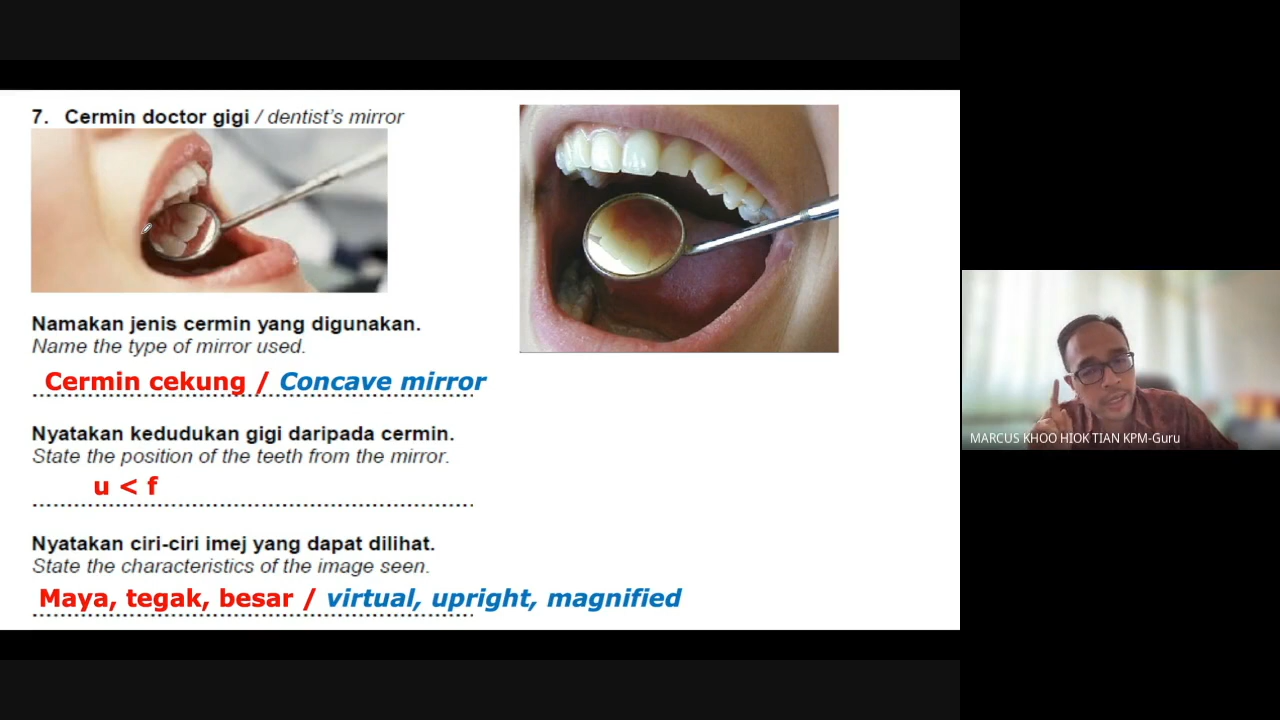 7. Cermin doctor gigi / dentist's mirror
Namakan jenis cermin yang digunakan.
Name the type of mirror used.
Cermin cekung / Concave mirror
Nyatakan kedudukan gigi daripada cermin.
State the position of the teeth from the mirror.
u < f
Nyatakan ciri-ciri imej yang dapat dilihat.
State the characteristics of the image seen.
Maya, tegak, besar / virtual, upright, magnified
MARCUS KHOO HIOK TIAN KPM-Guru